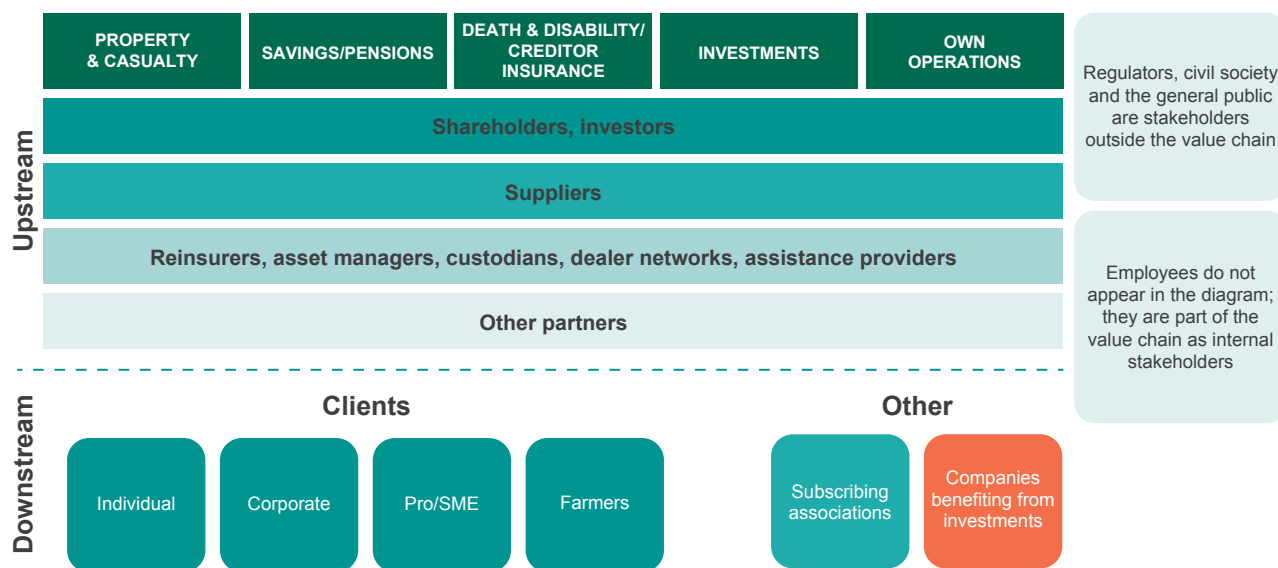 PROPERTY
& CASUALTY
SAVINGS/PENSIONS
DEATH & DISABILITY/
CREDITOR
INSURANCE
INVESTMENTS
OWN
OPERATIONS
Upstream
Shareholders, investors
Suppliers
Reinsurers, asset managers, custodians, dealer networks, assistance providers
Other partners
Regulators, civil society
and the general public
are stakeholders
outside the value chain
Employees do not
appear in the diagram;
they are part of the
value chain as internal
stakeholders
Downstream
Clients
Individual
Corporate
Pro/SME
Farmers
Other
Subscribing
associations
Companies
benefiting from
investments